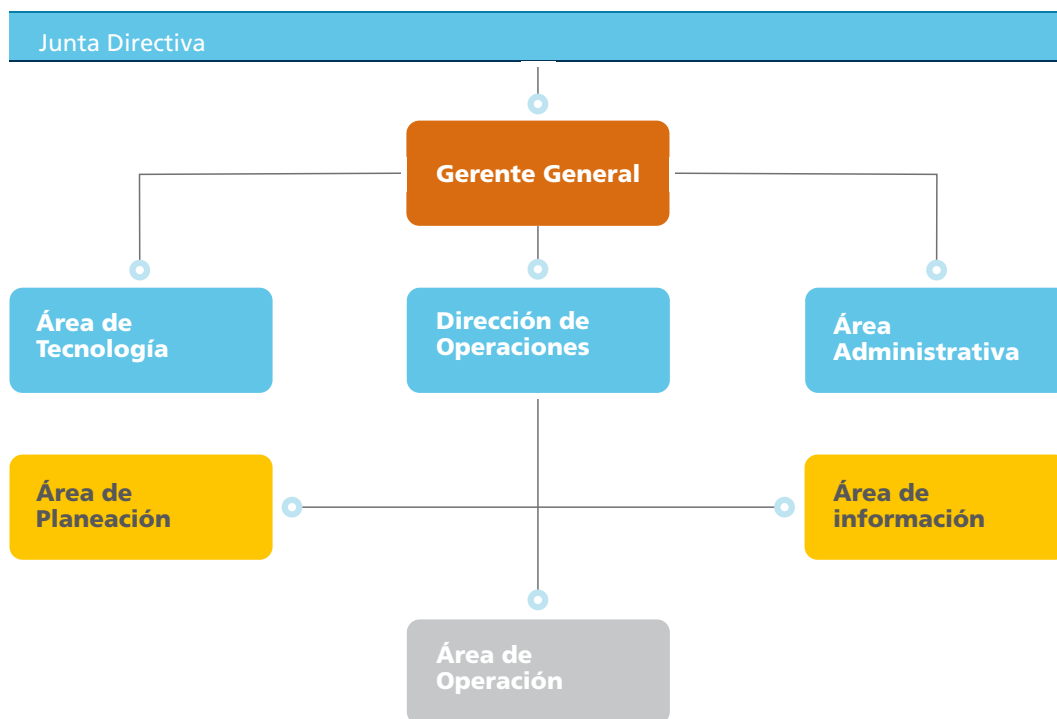 Junta Directiva
Gerente General
Área de
Tecnología
Dirección de
Operaciones
Área
Administrativa
Área de
Planeación
Área de
información
Área de
Operación